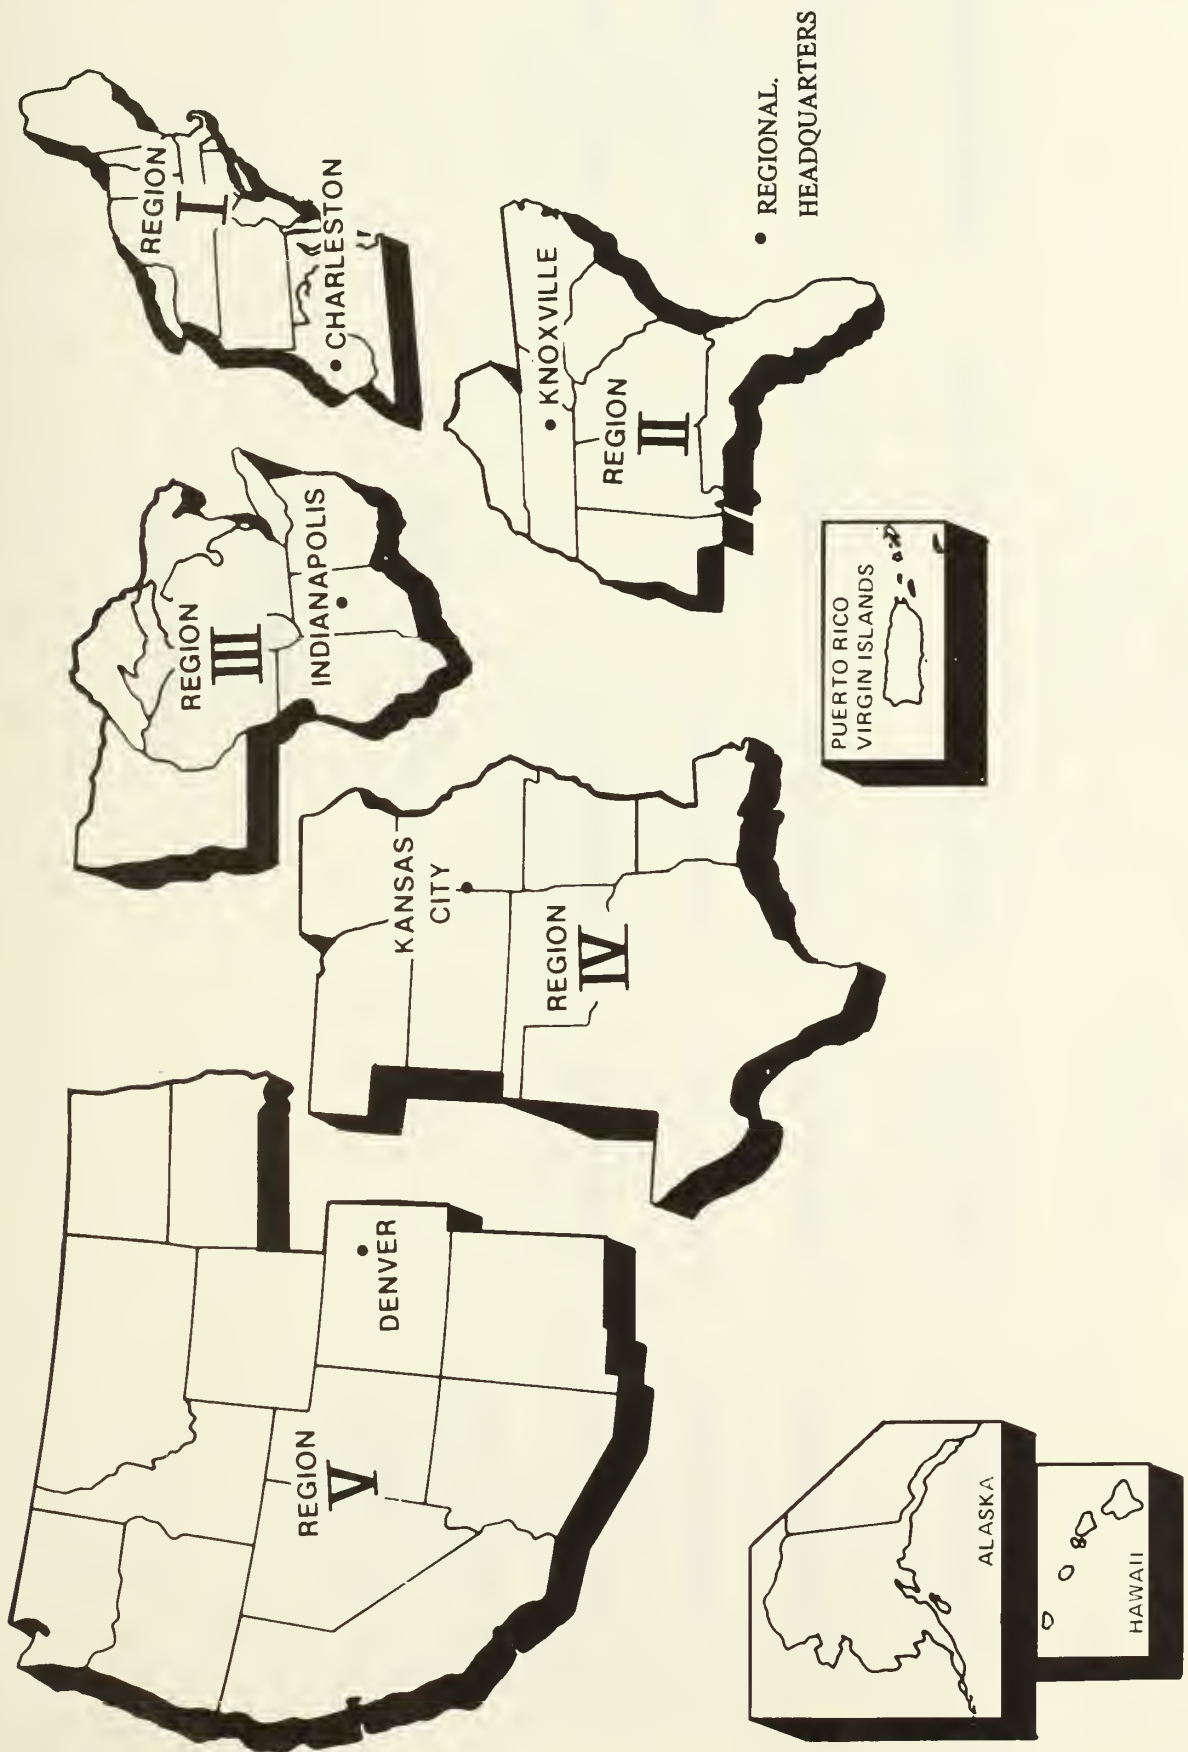 REGION
I
CHARLESTON
REGION
III
INDIANAPOLIS
KNOXVILLE
REGION
II
• REGIONAL.
HEADQUARTERS
KANSAS
CITY
REGION
IV
DENVER
REGION
V
PUERTO RICO
VIRGIN ISLANDS
ALASKA
HAWAII